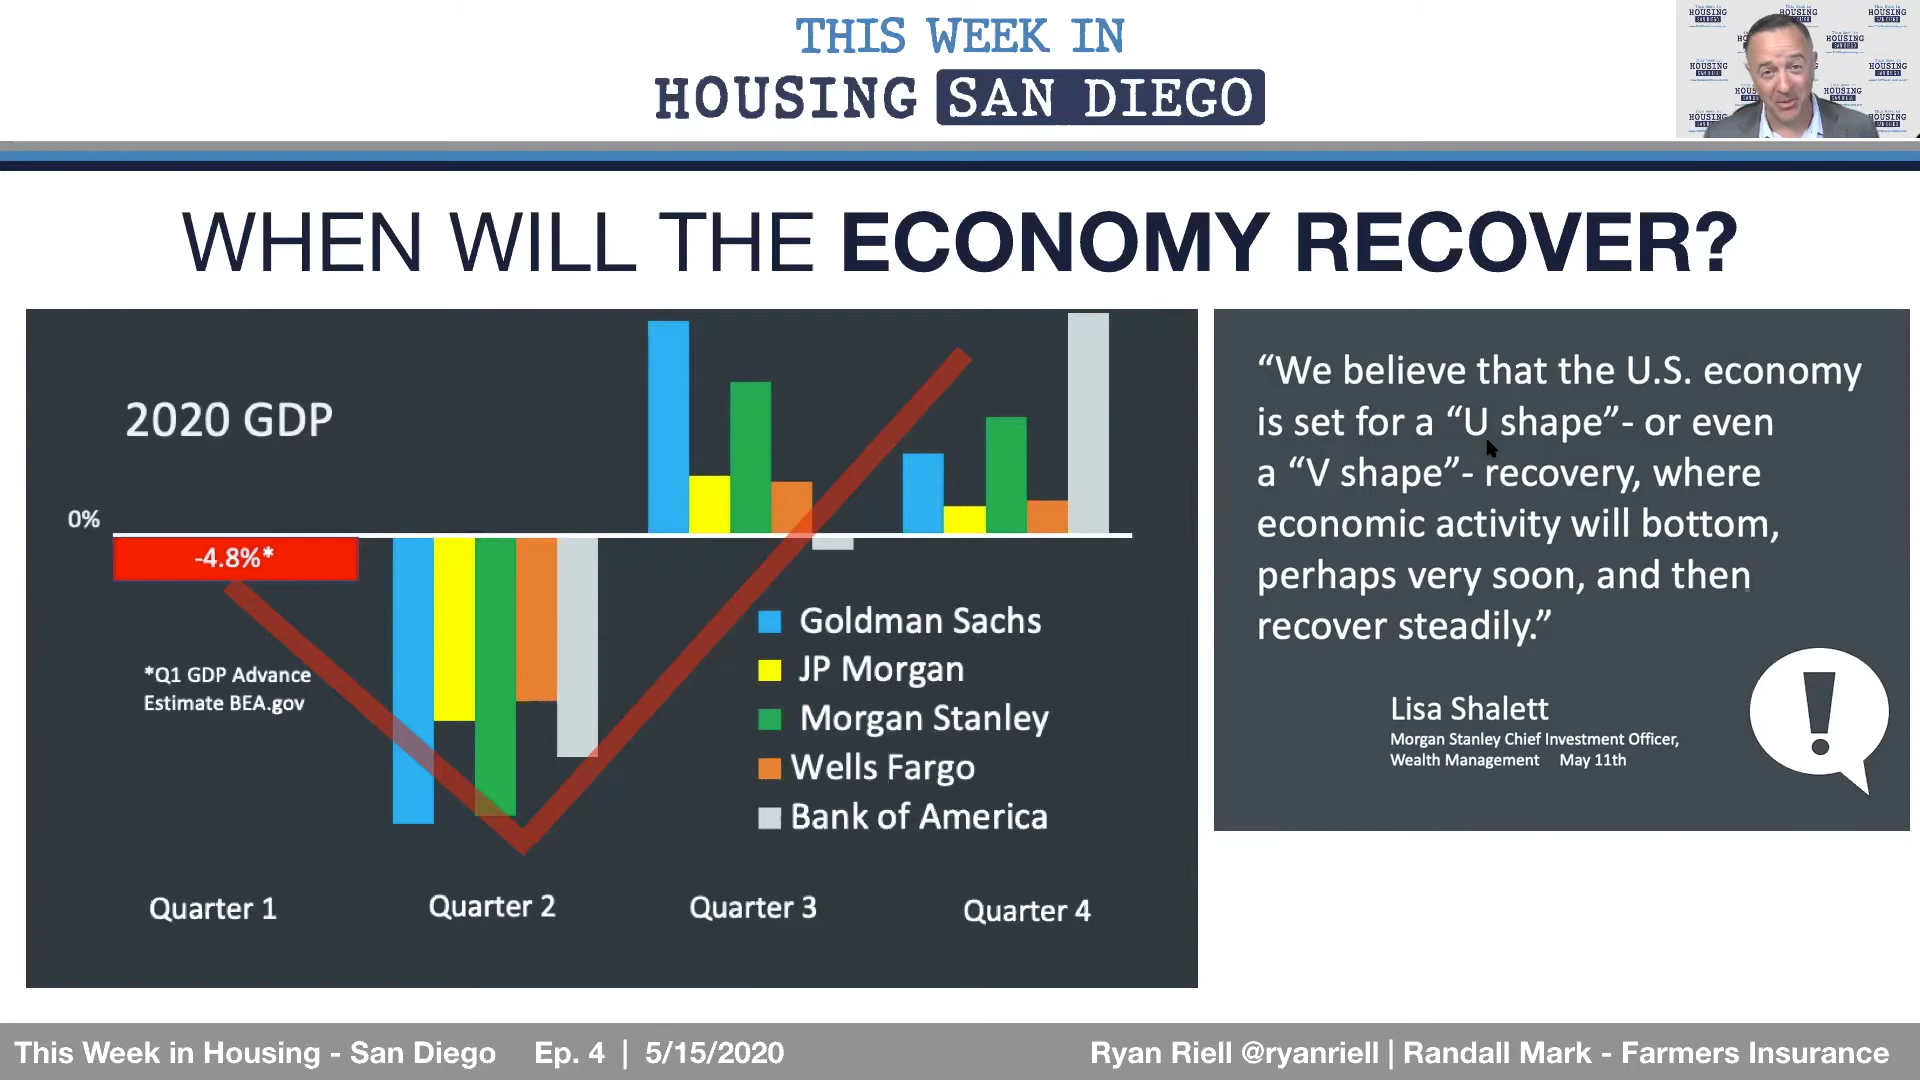 THIS WEEK IN
HOUSING SAN DIEGO
WHEN WILL THE ECONOMY RECOVER?
2020 GDP
0%
-4.8%*
*Q1 GDP Advance
Estimate BEA.gov
Goldman Sachs
JP Morgan
Morgan Stanley
Wells Fargo
Bank of America
Quarter 1
Quarter 2
Quarter 3
Quarter 4
“We believe that the U.S. economy
is set for a “U shape”- or even
a “V shape”- recovery, where
economic activity will bottom,
perhaps very soon, and then
recover steadily.”
Lisa Shalett
Morgan Stanley Chief Investment Officer,
Wealth Management May 11th
!
This Week in Housing - San Diego Ep. 4 | 5/15/2020
Ryan Riell @ryanriell | Randall Mark - Farmers Insurance